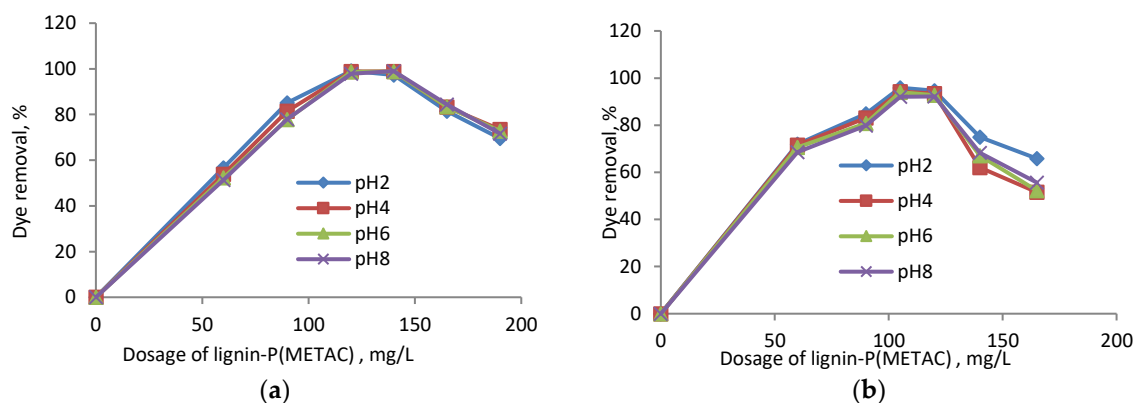 120
100
80
60
40
20
0
Dye removal, %
pH2
pH4
pH6
pH8
0 50 100 150 200
Dosage of lignin-P(METAC) , mg/L
(a)
120
100
80
60
40
20
0
Dye removal, %
pH2
pH4
pH6
pH8
0 50 100 150 200
Dosage of lignin-P(METAC) , mg/L
(b)